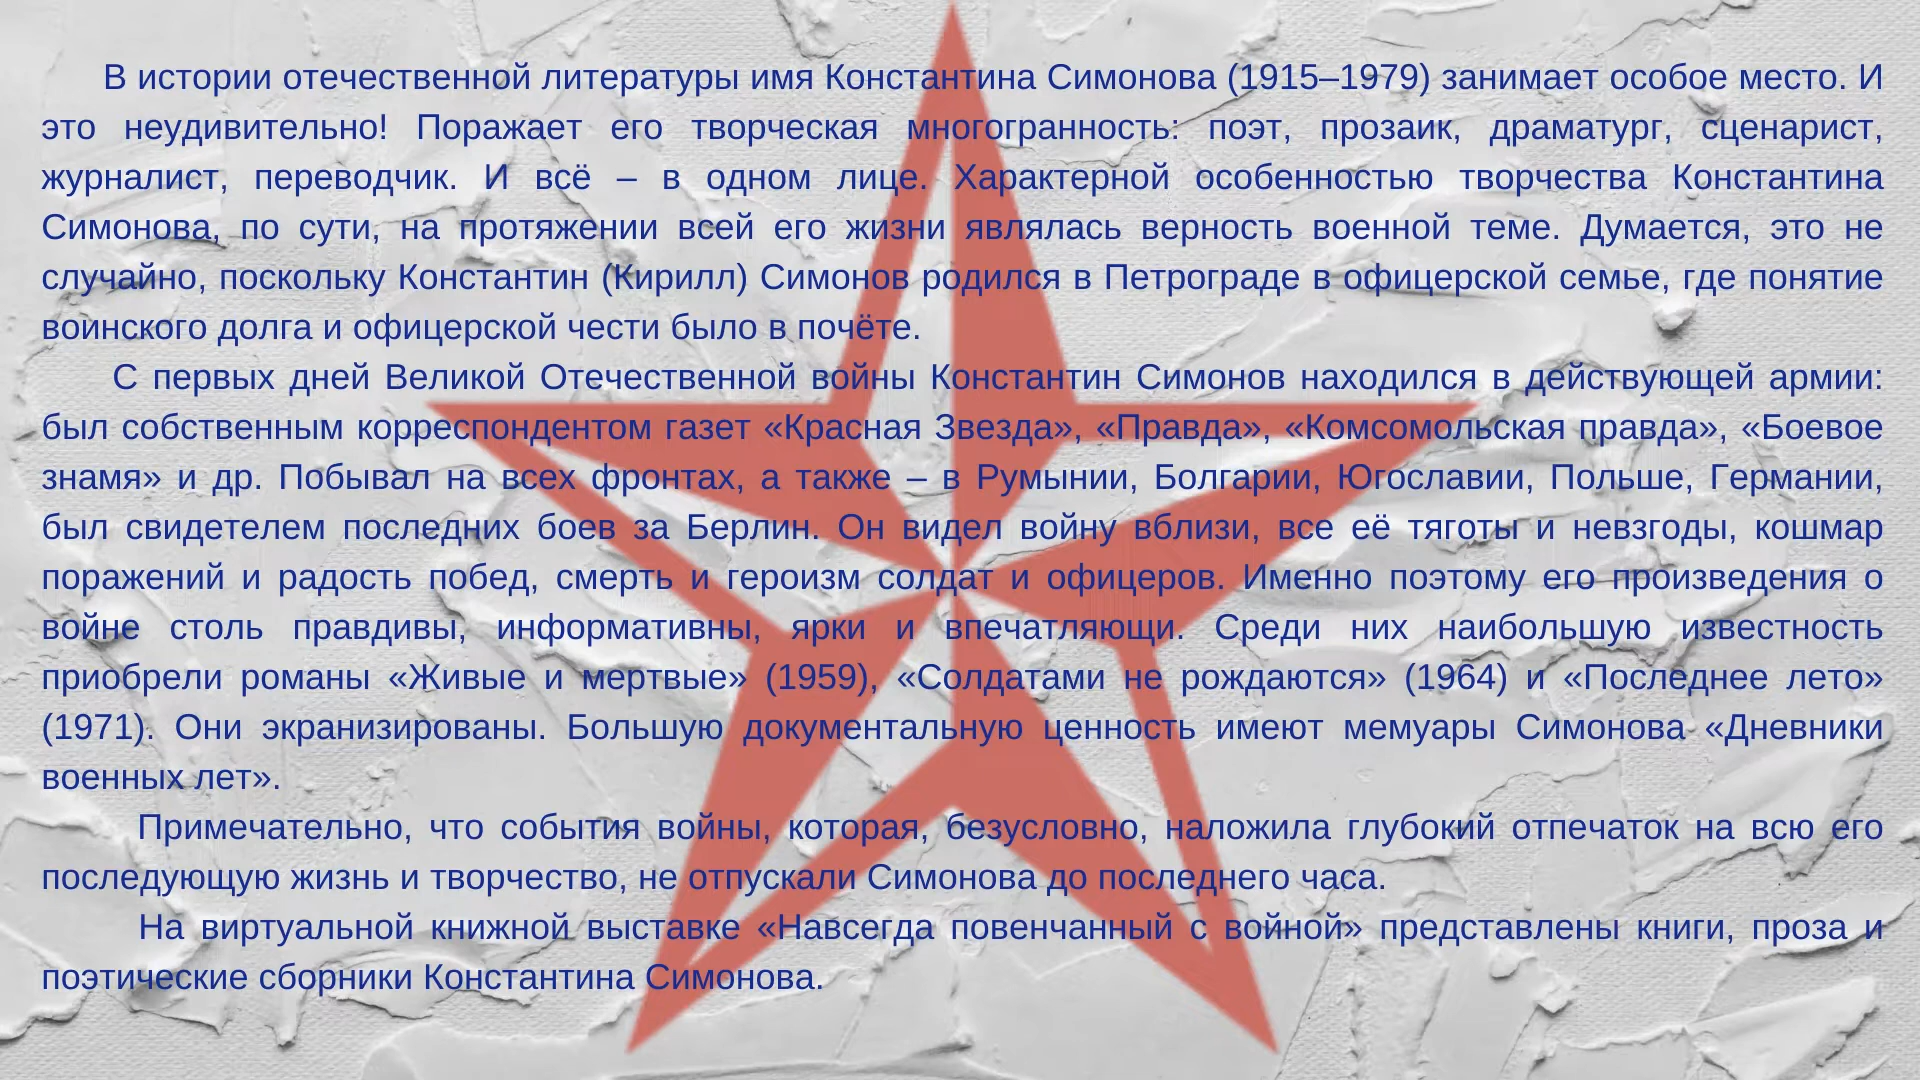 В истории отечественной литературы имя Константина Симонова (1915–1979) занимает особое место. И
это неудивительно! Поражает его творческая многогранность: поэт, прозаик, драматург, сценарист,
журналист, переводчик. И всё – в одном лице. Характерной особенностью творчества Константина
Симонова, по сути, на протяжении всей его жизни являлась верность военной теме. Думается, это не
случайно, поскольку Константин (Кирилл) Симонов родился в Петрограде в офицерской семье, где понятие
воинского долга и офицерской чести было в почёте.
С первых дней Великой Отечественной войны Константин Симонов находился в действующей армии:
был собственным корреспондентом газет «Красная Звезда», «Правда», «Комсомольская правда», «Боевое
знамя» и др. Побывал на всех фронтах, а также – в Румынии, Болгарии, Югославии, Польше, Германии,
был свидетелем последних боев за Берлин. Он видел войну вблизи, все её тяготы и невзгоды, кошмар
поражений и радость побед, смерть и героизм солдат и офицеров. Именно поэтому его произведения о
войне столь правдивы, информативны, ярки и впечатляющи. Среди них наибольшую известность
приобрели романы «Живые и мертвые» (1959), «Солдатами не рождаются» (1964) и «Последнее лето»
(1971). Они экранизированы. Большую документальную ценность имеют мемуары Симонова «Дневники
военных лет».
Примечательно, что события войны, которая, безусловно, наложила глубокий отпечаток на всю его
последующую жизнь и творчество, не отпускали Симонова до последнего часа.
На виртуальной книжной выставке «Навсегда повенчанный с войной» представлены книги, проза и
поэтические сборники Константина Симонова.